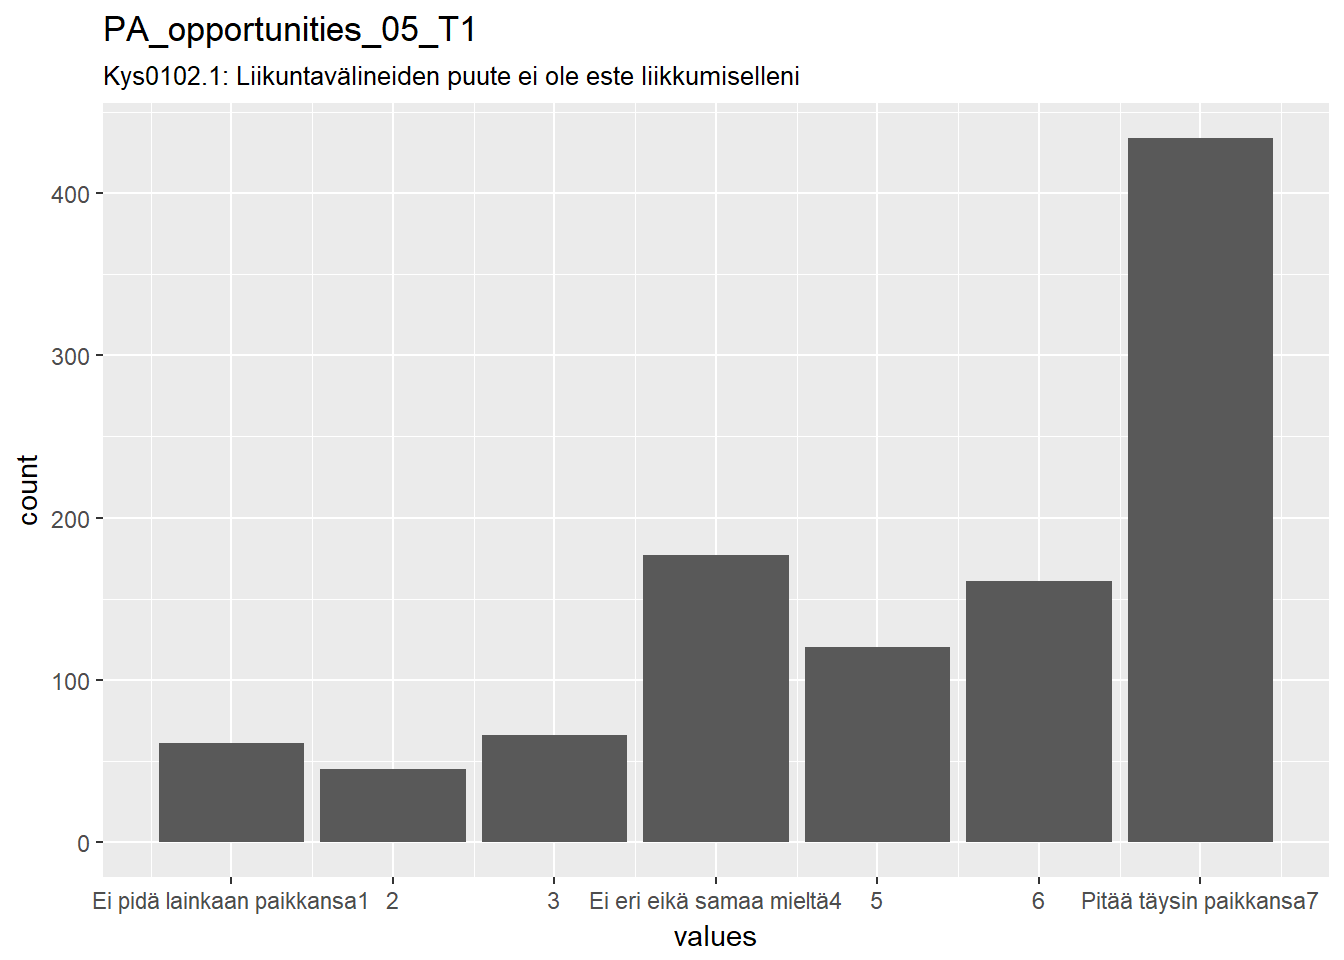 PA_opportunities_05_T1
Kys0102.1: Liikuntavälineiden puute ei ole este liikkumiselleni
400
300
200
100
0
count
Ei pidä lainkaan paikkansa1 2 3 Ei eri eikä samaa mieltä4 5 6 Pitää täysin paikkansa7
values